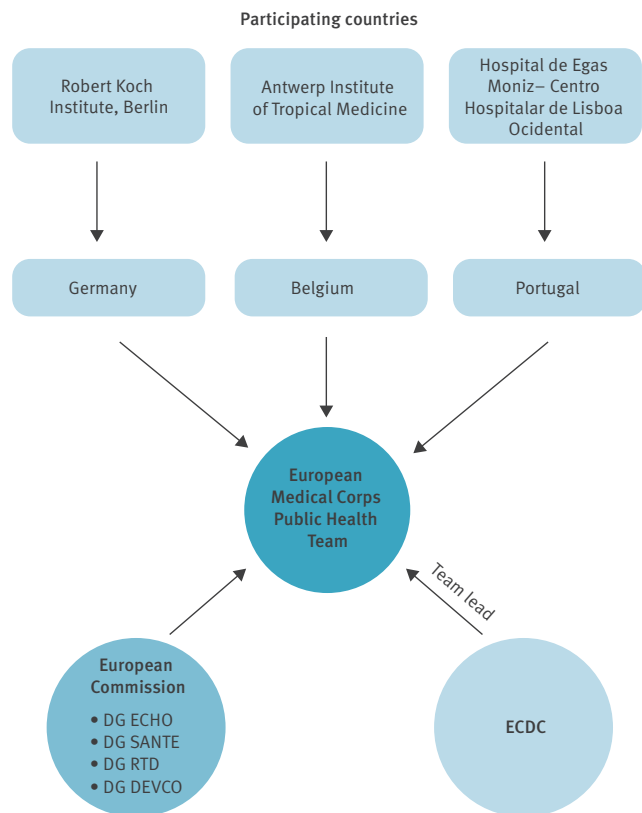 Participating countries
Robert Koch
Institute, Berlin
Antwerp Institute
of Tropical Medicine
Hospital de Egas
Moniz– Centro
Hospitalar de Lisboa
Ocidental
Germany
Belgium
Portugal
European
Medical Corps
Public Health
Team
Team lead
European
Commission
• DG ECHO
• DG SANTE
• DG RTD
• DG DEVCO
ECDC